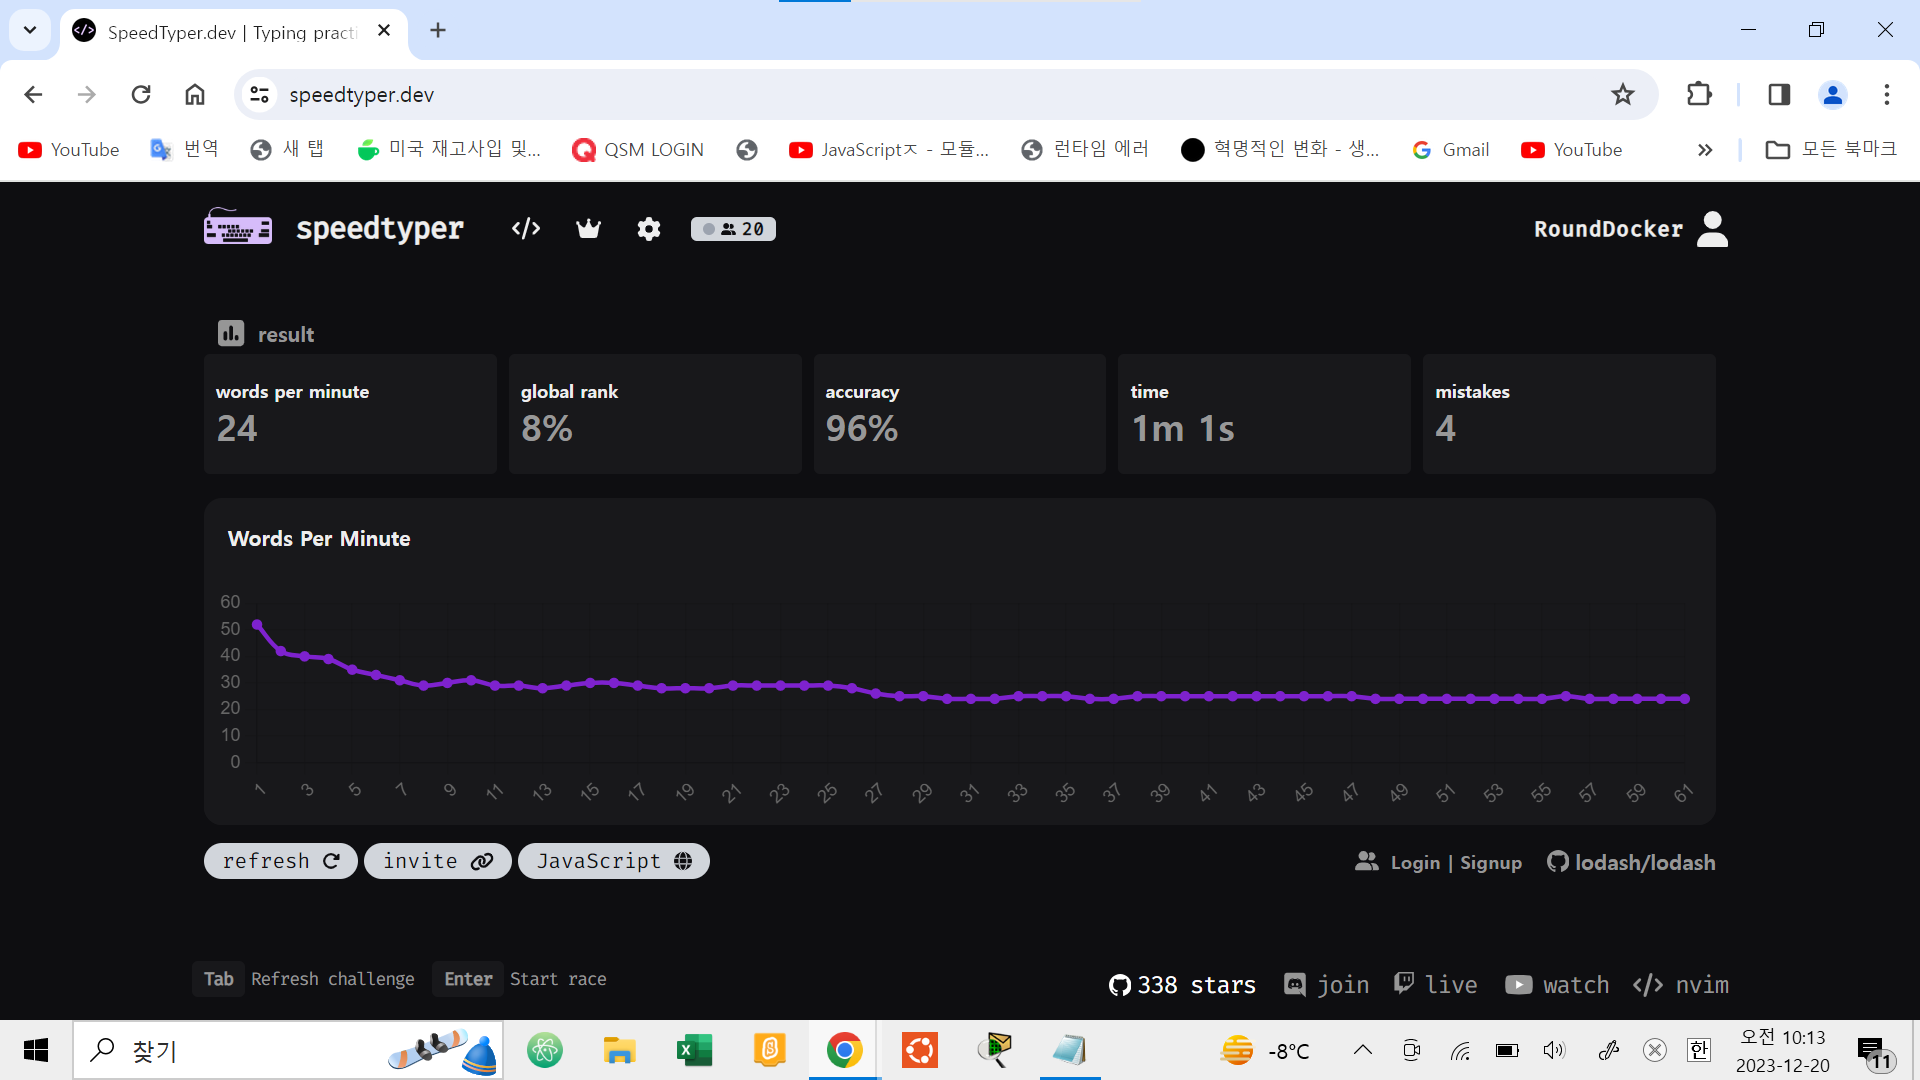 SpeedTyper.dev | Typing practi
speedtyper.dev
YouTube 번역 새 탭 미국 재고사입 및... QSM LOGIN JavaScriptㅈ - 모듈... 런타임 에러 혁명적인 변화 - 생... Gmail YouTube » 모든 북마크
speedtyper </> 20 RoundDocker
result
words per minute global rank accuracy time mistakes
24 8% 96% 1m 1s 4
Words Per Minute
60
50
40
30
20
10
0
1 3 5 7 9 11 13 15 17 19 21 23 25 27 29 31 33 35 37 39 41 43 45 47 49 51 53 55 57 59 61
refresh invite JavaScript Login | Signup lodash/lodash
Tab Refresh challenge Enter Start race 338 stars join live watch </> nvim
찾기 -8°C 한 오전 10:13 11
2023-12-20